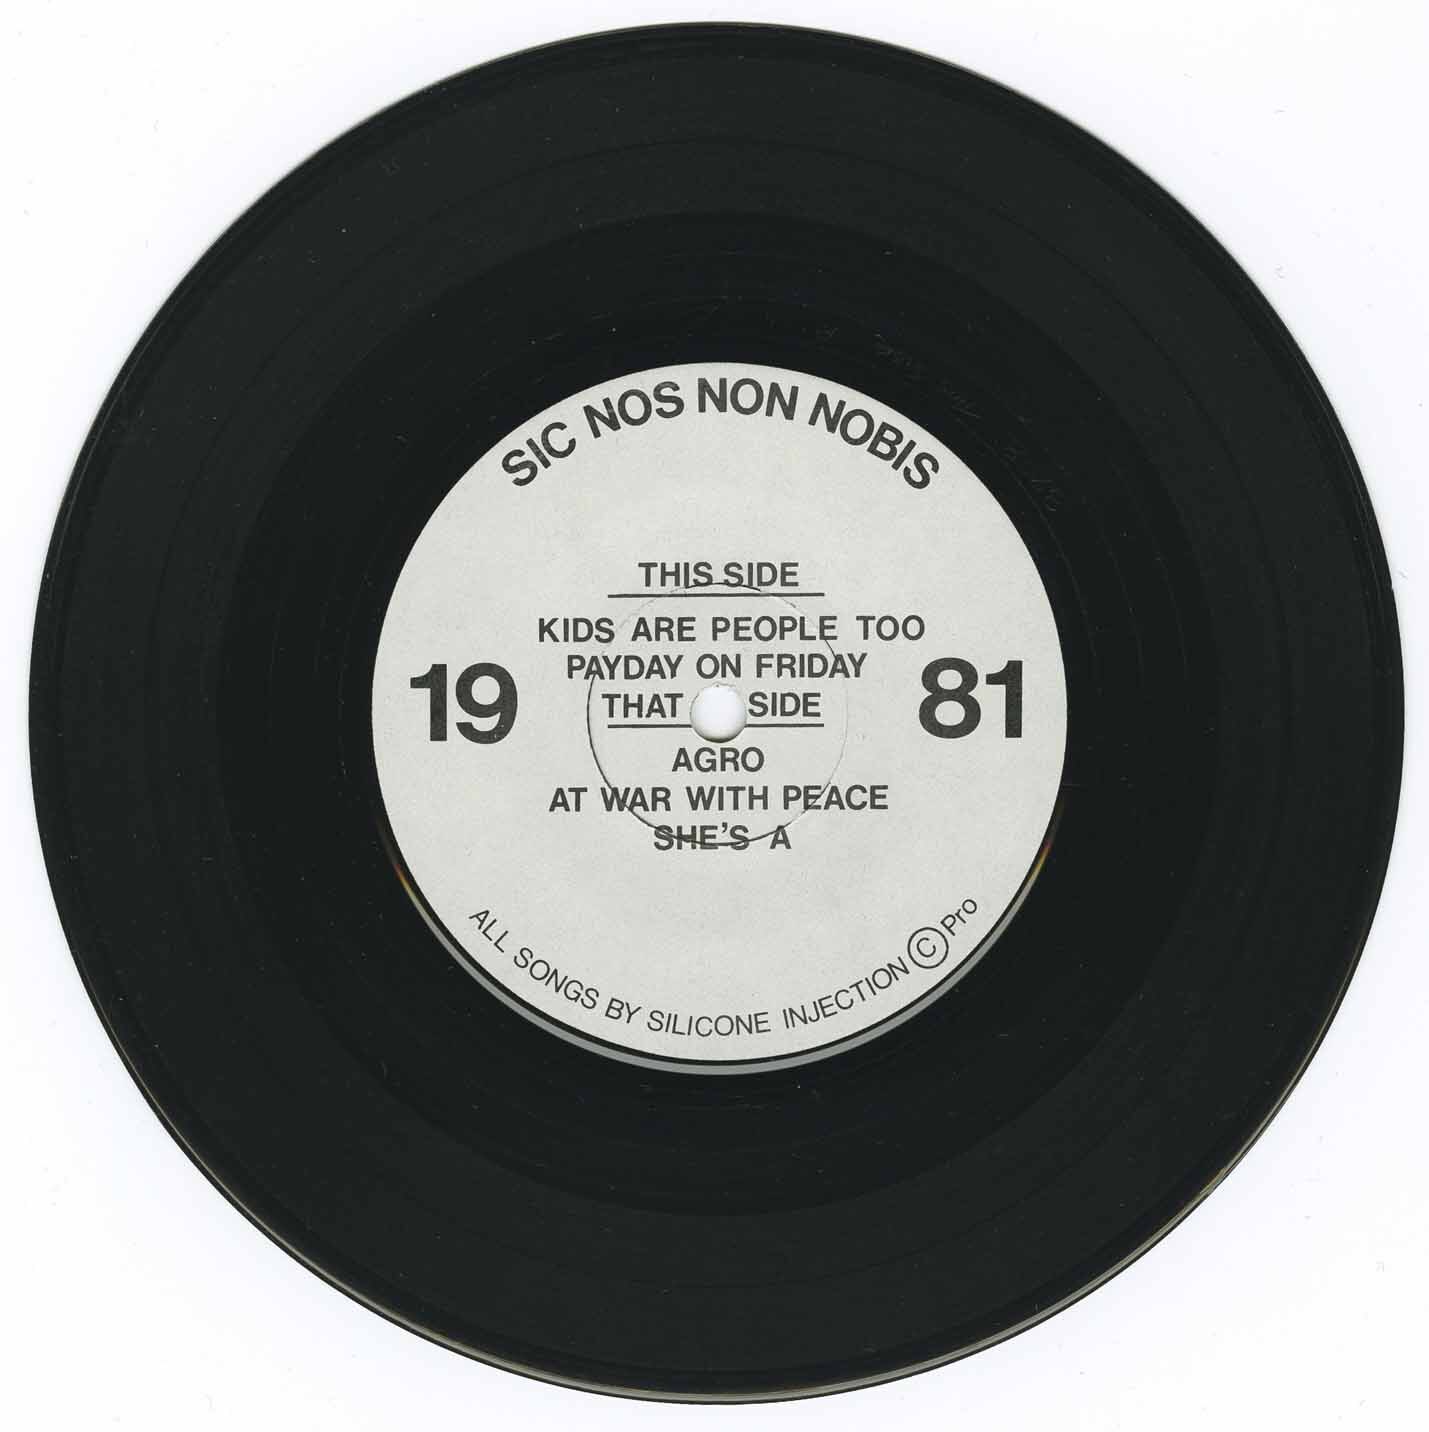 SIC NOS NON NOBIS
THIS SIDE
KIDS ARE PEOPLE TOO
PAYDAY ON FRIDAY
19 81
THAT SIDE
AGRO
AT WAR WITH PEACE
SHE'S A
ALL SONGS BY SILICONE INJECTION © Pro